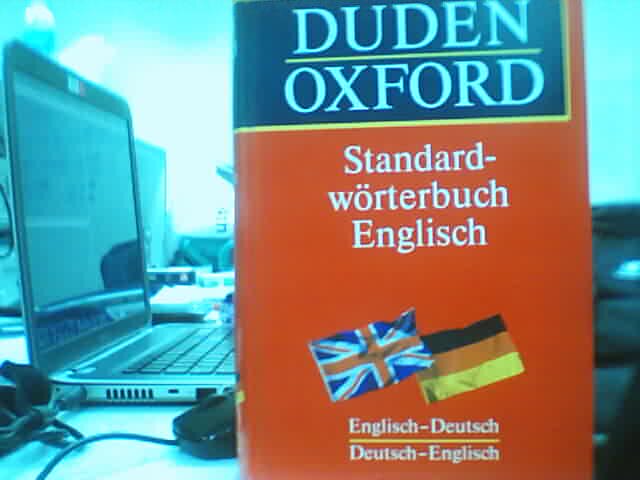 DUDEN
OXFORD
Standard-
wörterbuch
Englisch
Englisch–Deutsch
Deutsch–Englisch